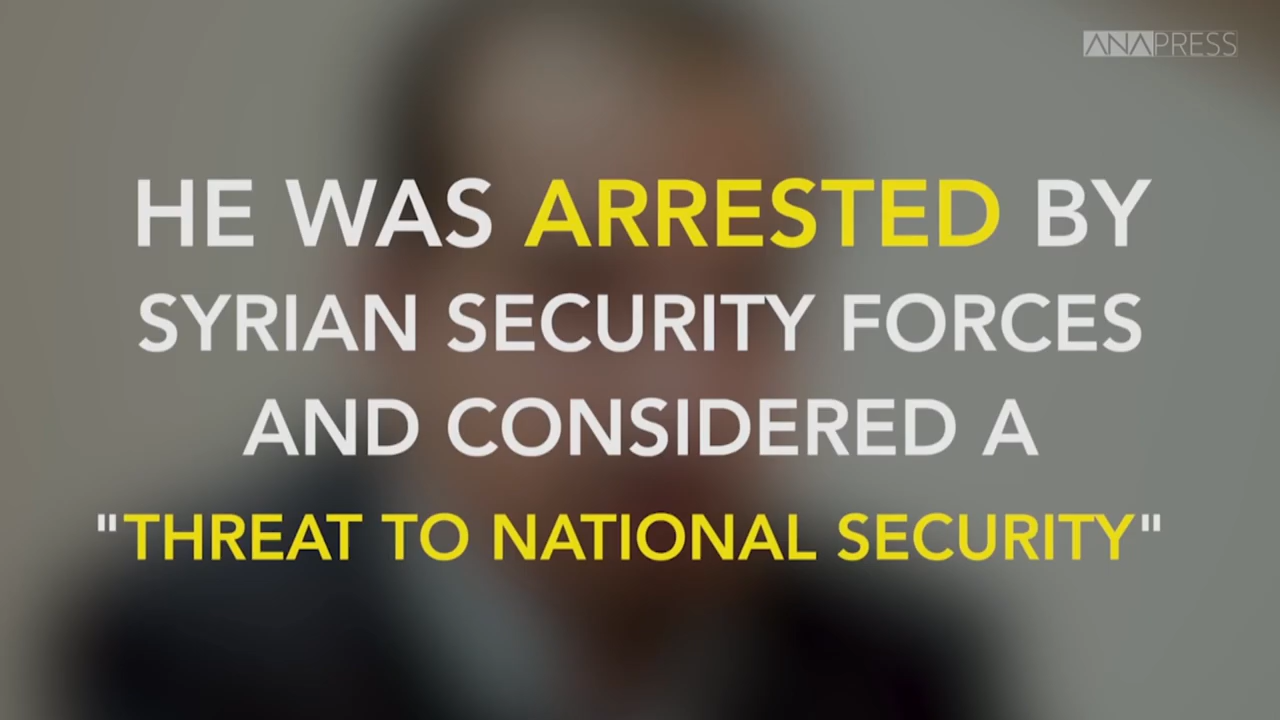 ANAPRESS
HE WAS ARRESTED BY
SYRIAN SECURITY FORCES
AND CONSIDERED A
"THREAT TO NATIONAL SECURITY"